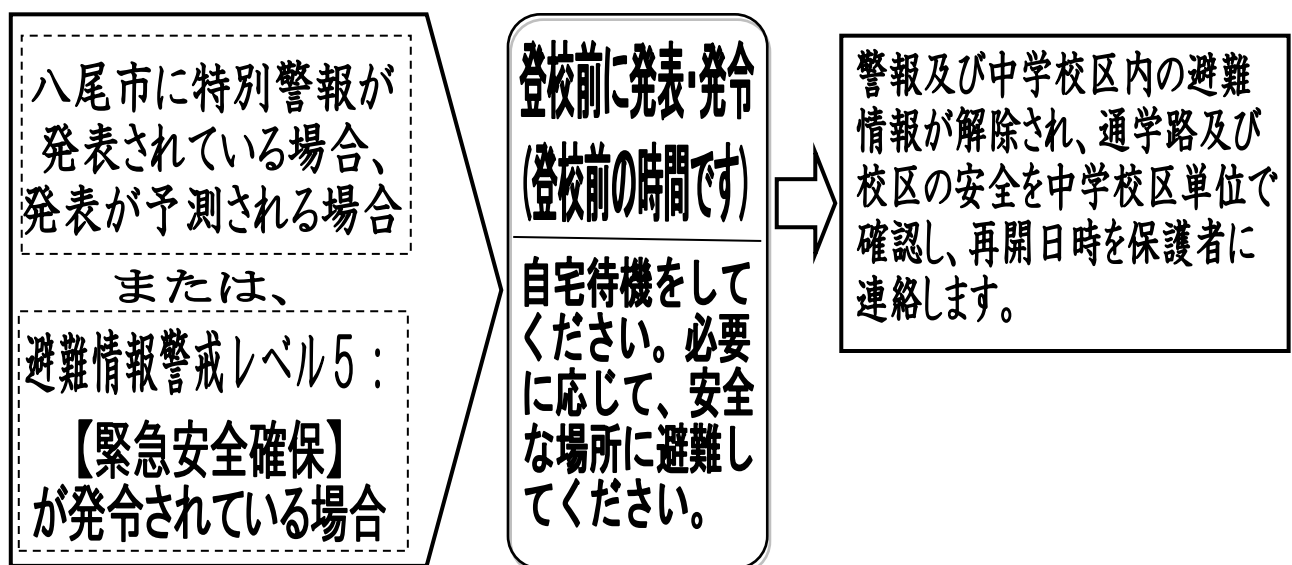 八尾市に特別警報が
発表されている場合、
発表が予測される場合
または、
避難情報警戒レベル５：
【緊急安全確保】
が発令されている場合
登校前に発表・発令
(登校前の時間です)
自宅待機をして
ください。必要
に応じて、安全
な場所に避難し
てください。
警報及び中学校区内の避難
情報が解除され、通学路及び
校区の安全を中学校区単位で
確認し、再開日時を保護者に
連絡します。